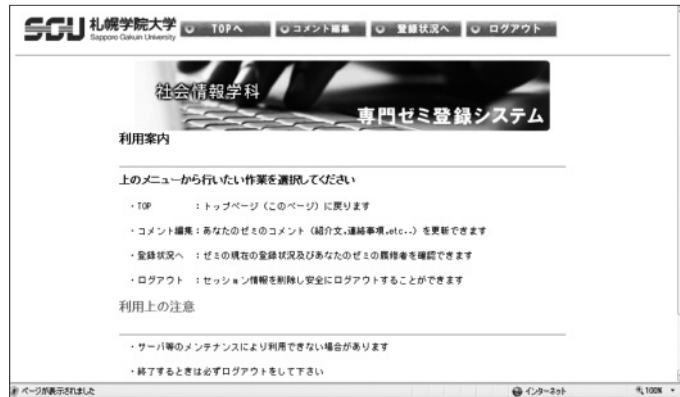 SGU 札幌学院大学 Sapporo Gakuin University TOPへ コメント編集 登録状況へ ログアウト
社会情報学科
専門ゼミ登録システム
利用案内
上のメニューから行いたい作業を選択してください
・TOP ：トップページ（このページ）に戻ります
・コメント編集：あなたのゼミのコメント（紹介文,連絡事項,etc..）を更新できます
・登録状況へ ：ゼミの現在の登録状況及びあなたのゼミの履修者を確認できます
・ログアウト ：セッション情報を削除し安全にログアウトすることができます
利用上の注意
・サーバ等のメンテナンスにより利用できない場合があります
・終了するときは必ずログアウトをして下さい
ページが表示されました インターネット 100%